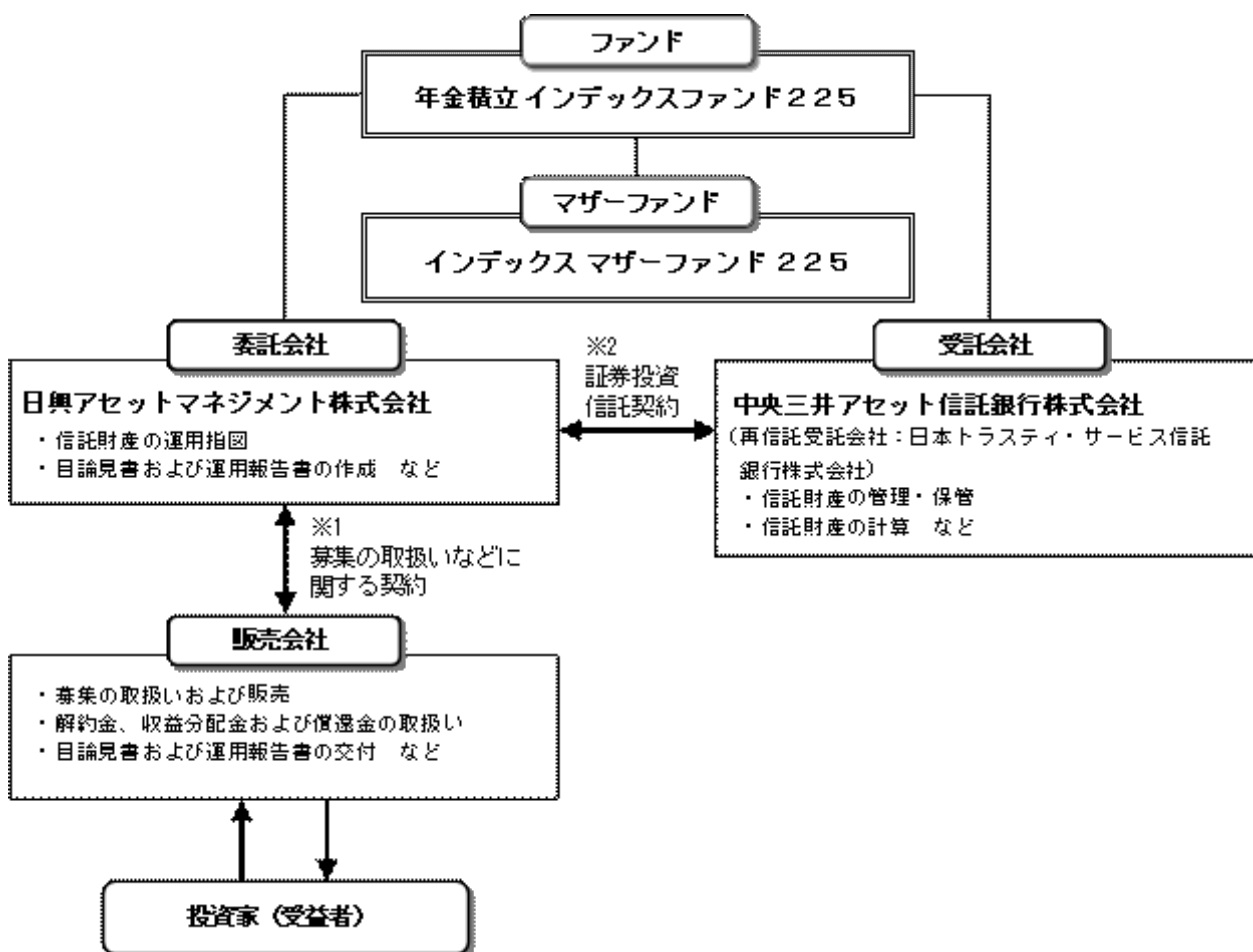 ファンド
年金積立 インデックスファンド２２５
マザーファンド
インデックス マザーファンド ２２５
委託会社
日興アセットマネジメント株式会社
・信託財産の運用指図
・目論見書および運用報告書の作成　など
※2
証券投資
信託契約
受託会社
中央三井アセット信託銀行株式会社
（再信託受託会社：日本トラスティ・サービス信託
銀行株式会社）
・信託財産の管理・保管
・信託財産の計算　など
※1
募集の取扱いなどに
関する契約
販売会社
・募集の取扱いおよび販売
・解約金、収益分配金および償還金の取扱い
・目論見書および運用報告書の交付　など
投資家（受益者）